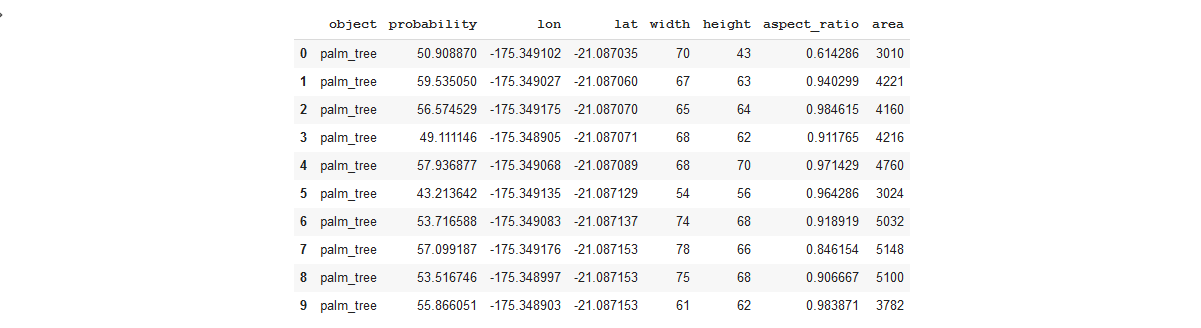 object probability lon lat width height aspect_ratio area
0 palm_tree 50.908870 -175.349102 -21.087035 70 43 0.614286 3010
1 palm_tree 59.535050 -175.349027 -21.087060 67 63 0.940299 4221
2 palm_tree 56.574529 -175.349175 -21.087070 65 64 0.984615 4160
3 palm_tree 49.111146 -175.348905 -21.087071 68 62 0.911765 4216
4 palm_tree 57.936877 -175.349068 -21.087089 68 70 0.971429 4760
5 palm_tree 43.213642 -175.349135 -21.087129 54 56 0.964286 3024
6 palm_tree 53.716588 -175.349083 -21.087137 74 68 0.918919 5032
7 palm_tree 57.099187 -175.349176 -21.087153 78 66 0.846154 5148
8 palm_tree 53.516746 -175.348997 -21.087153 75 68 0.906667 5100
9 palm_tree 55.866051 -175.348903 -21.087153 61 62 0.983871 3782